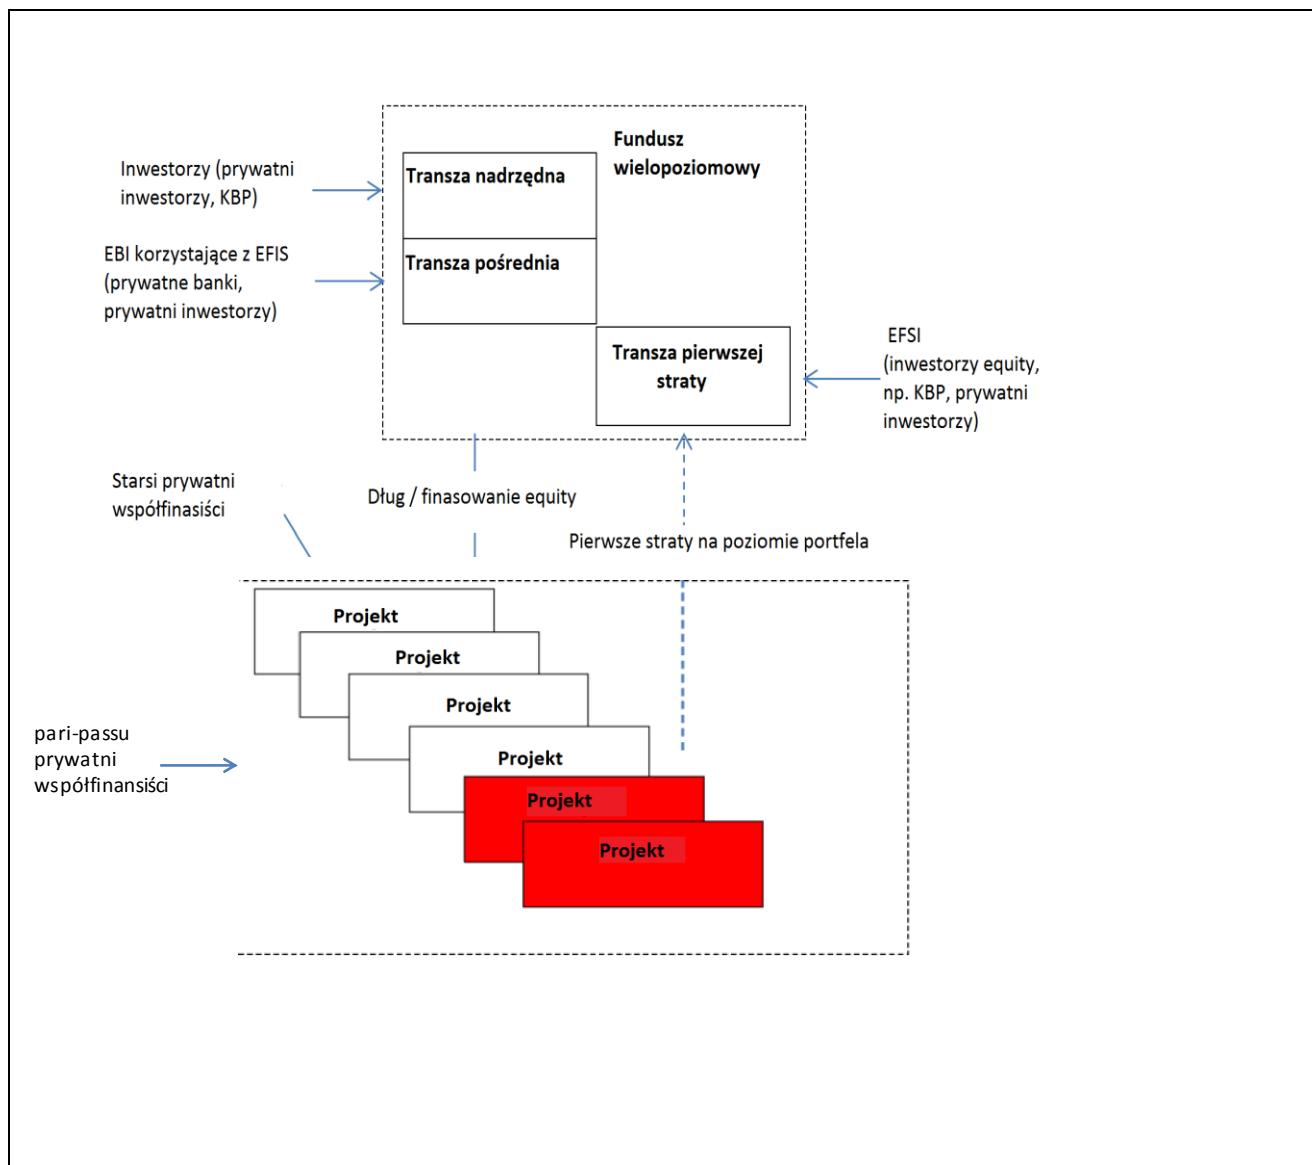 Fundusz
wielopoziomowy
Inwestorzy (prywatni
inwestorzy, KBP)
Transza nadrzędna
EBI korzystające z EFIS
(prywatne banki,
prywatni inwestorzy)
Transza pośrednia
Transza pierwszej
straty
EFSI
(inwestorzy equity,
np. KBP, prywatni
inwestorzy)
Starsi prywatni
współfinasiści
Dług / finasowanie equity
Pierwsze straty na poziomie portfela
Projekt
Projekt
Projekt
Projekt
Projekt
Projekt
pari-passu
prywatni
współfinansiści